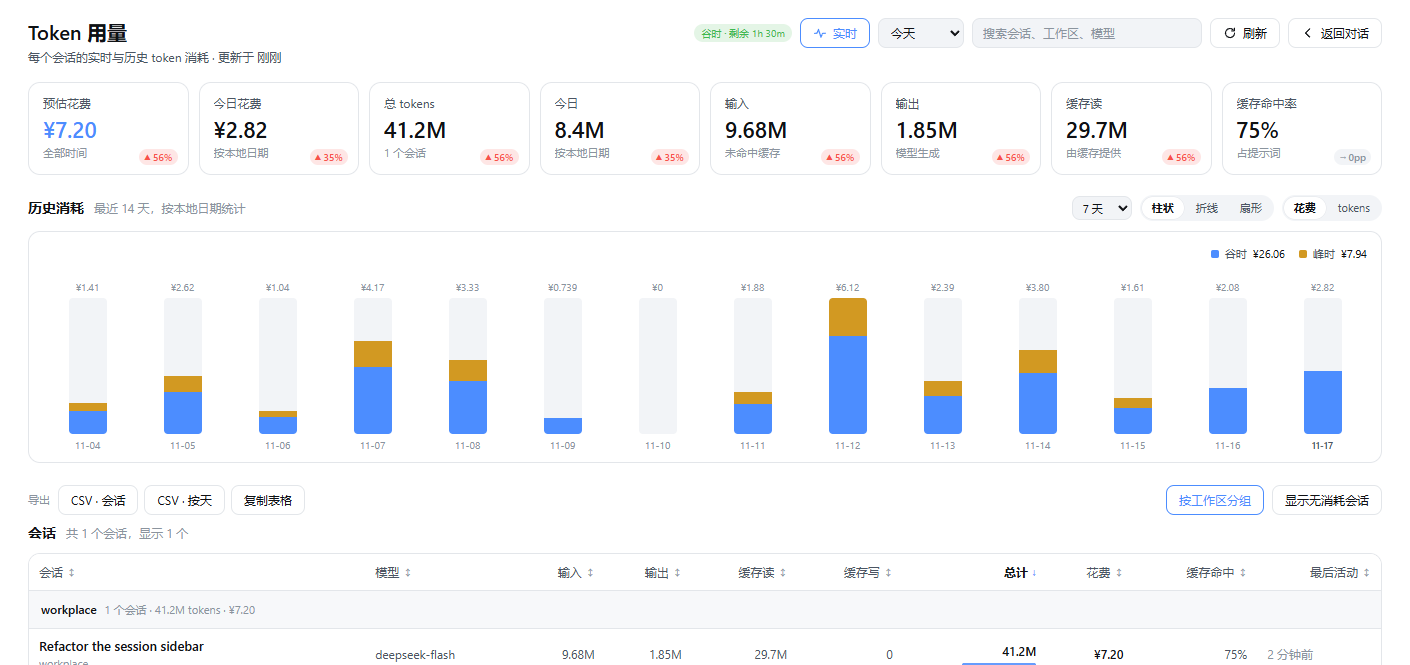 Token 用量
每个会话的实时与历史 token 消耗 · 更新于 刚刚
谷时 · 剩余 1h 30m
实时
今天
搜索会话、工作区、模型
刷新
返回对话
预估花费
¥7.20
全部时间
▲ 56%
今日花费
¥2.82
按本地日期
▲ 35%
总 tokens
41.2M
1 个会话
▲ 56%
今日
8.4M
按本地日期
▲ 35%
输入
9.68M
未命中缓存
▲ 56%
输出
1.85M
模型生成
▲ 56%
缓存读
29.7M
由缓存提供
▲ 56%
缓存命中率
75%
占提示词
→ 0pp
历史消耗 最近 14 天，按本地日期统计
7 天
柱状 折线 扇形
花费 tokens
谷时 ¥26.06 峰时 ¥7.94
¥1.41 ¥2.62 ¥1.04 ¥4.17 ¥3.33 ¥0.739 ¥0 ¥1.88 ¥6.12 ¥2.39 ¥3.80 ¥1.61 ¥2.08 ¥2.82
11-04 11-05 11-06 11-07 11-08 11-09 11-10 11-11 11-12 11-13 11-14 11-15 11-16 11-17
导出 CSV · 会话 CSV · 按天 复制表格
按工作区分组 显示无消耗会话
会话 共 1 个会话，显示 1 个
会话 ↕ 模型 ↕ 输入 ↕ 输出 ↕ 缓存读 ↕ 缓存写 ↕ 总计 ↓ 花费 ↕ 缓存命中 ↕ 最后活动 ↕
workplace 1 个会话 · 41.2M tokens · ¥7.20
Refactor the session sidebar
workplace
deepseek-flash 9.68M 1.85M 29.7M 0 41.2M ¥7.20 75% 2 分钟前